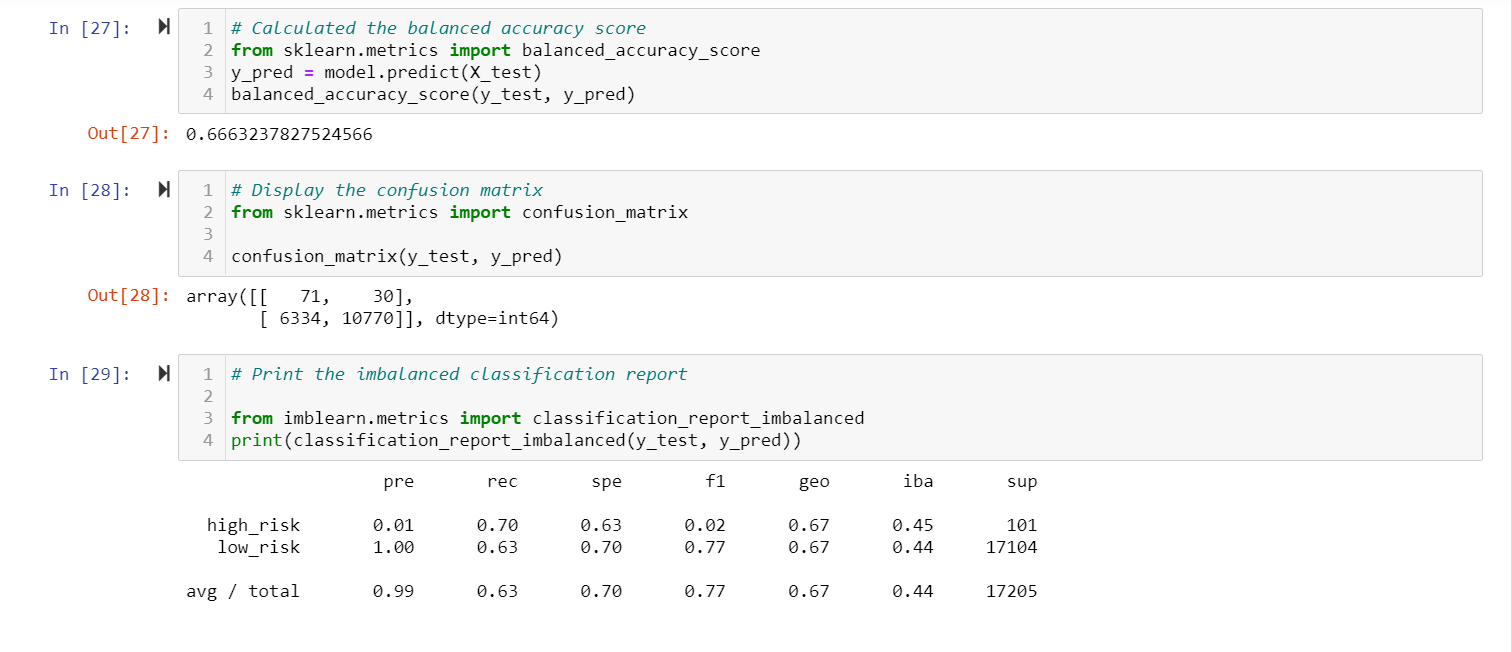 In [27]:
1 # Calculated the balanced accuracy score
2 from sklearn.metrics import balanced_accuracy_score
3 y_pred = model.predict(X_test)
4 balanced_accuracy_score(y_test, y_pred)
Out[27]: 0.6663237827524566
In [28]:
1 # Display the confusion matrix
2 from sklearn.metrics import confusion_matrix
3
4 confusion_matrix(y_test, y_pred)
Out[28]: array([[   71,    30],
       [ 6334, 10770]], dtype=int64)
In [29]:
1 # Print the imbalanced classification report
2
3 from imblearn.metrics import classification_report_imbalanced
4 print(classification_report_imbalanced(y_test, y_pred))
pre rec spe f1 geo iba sup
high_risk 0.01 0.70 0.63 0.02 0.67 0.45 101
low_risk 1.00 0.63 0.70 0.77 0.67 0.44 17104
avg / total 0.99 0.63 0.70 0.77 0.67 0.44 17205